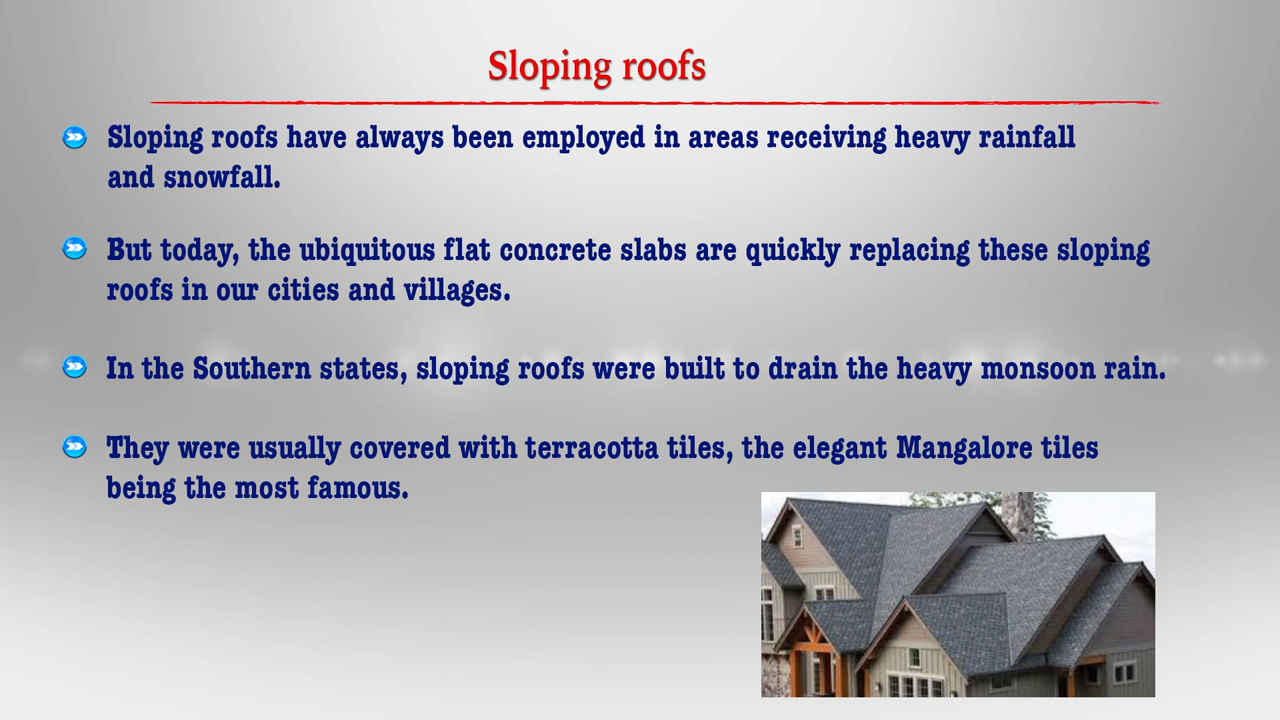 Sloping roofs
Sloping roofs have always been employed in areas receiving heavy rainfall
and snowfall.
But today, the ubiquitous flat concrete slabs are quickly replacing these sloping
roofs in our cities and villages.
In the Southern states, sloping roofs were built to drain the heavy monsoon rain.
They were usually covered with terracotta tiles, the elegant Mangalore tiles
being the most famous.